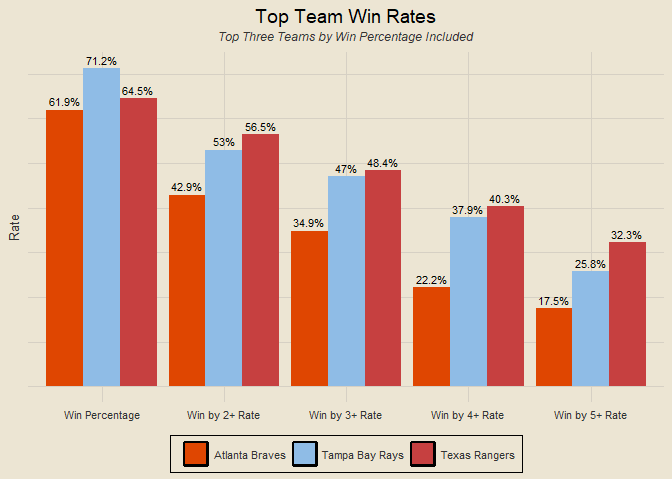 Top Team Win Rates
Top Three Teams by Win Percentage Included
Rate
61.9% 71.2% 64.5%
42.9% 53% 56.5%
34.9% 47% 48.4%
22.2% 37.9% 40.3%
17.5% 25.8% 32.3%
Win Percentage Win by 2+ Rate Win by 3+ Rate Win by 4+ Rate Win by 5+ Rate
Atlanta Braves Tampa Bay Rays Texas Rangers